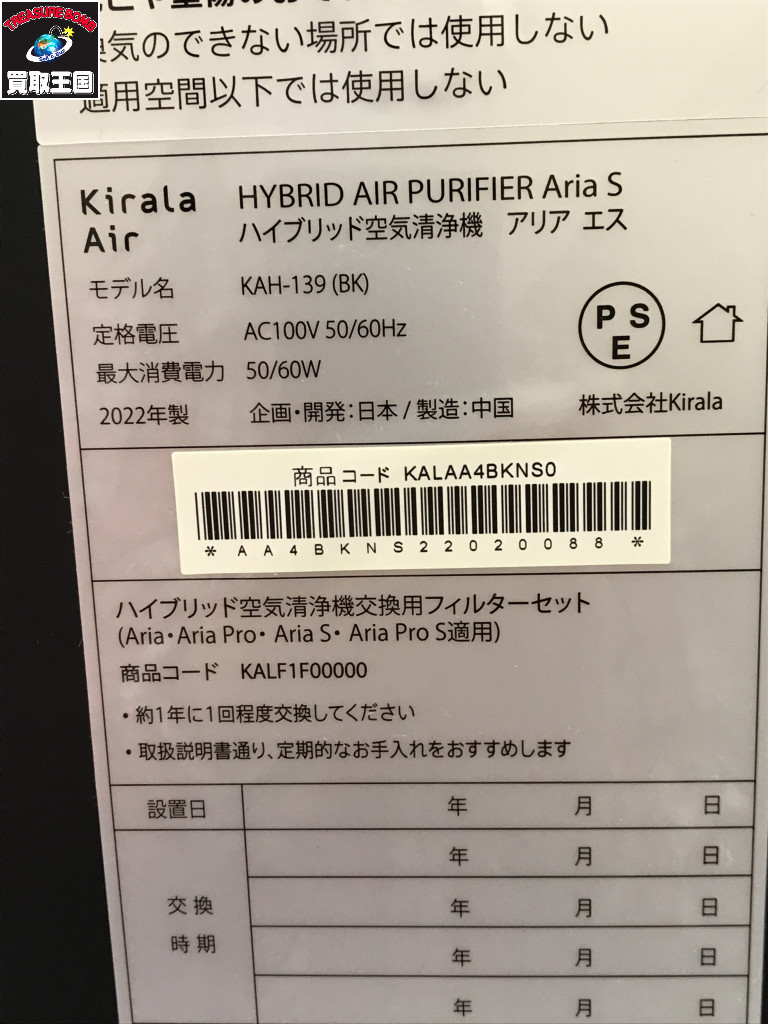 TAKARAJIMA DONYA
買取王国
換気のできない場所では使用しない
適用空間以下では使用しない
Kirala Air
HYBRID AIR PURIFIER Aria S
ハイブリッド空気清浄機 アリア エス
モデル名 KAH-139 (BK)
定格電圧 AC100V 50/60Hz
最大消費電力 50/60W
2022年製 企画・開発：日本 / 製造：中国
PSE
株式会社Kirala
商品コード KALAA4BKNS0
*AA4BKNS22020088*
ハイブリッド空気清浄機交換用フィルターセット
(Aria・Aria Pro・ Aria S・ Aria Pro S適用)
商品コード KALF1F00000
・約1年に1回程度交換してください
・取扱説明書通り、定期的なお手入れをおすすめします
設置日 年 月 日
交換時期 年 月 日
年 月 日
年 月 日
年 月 日